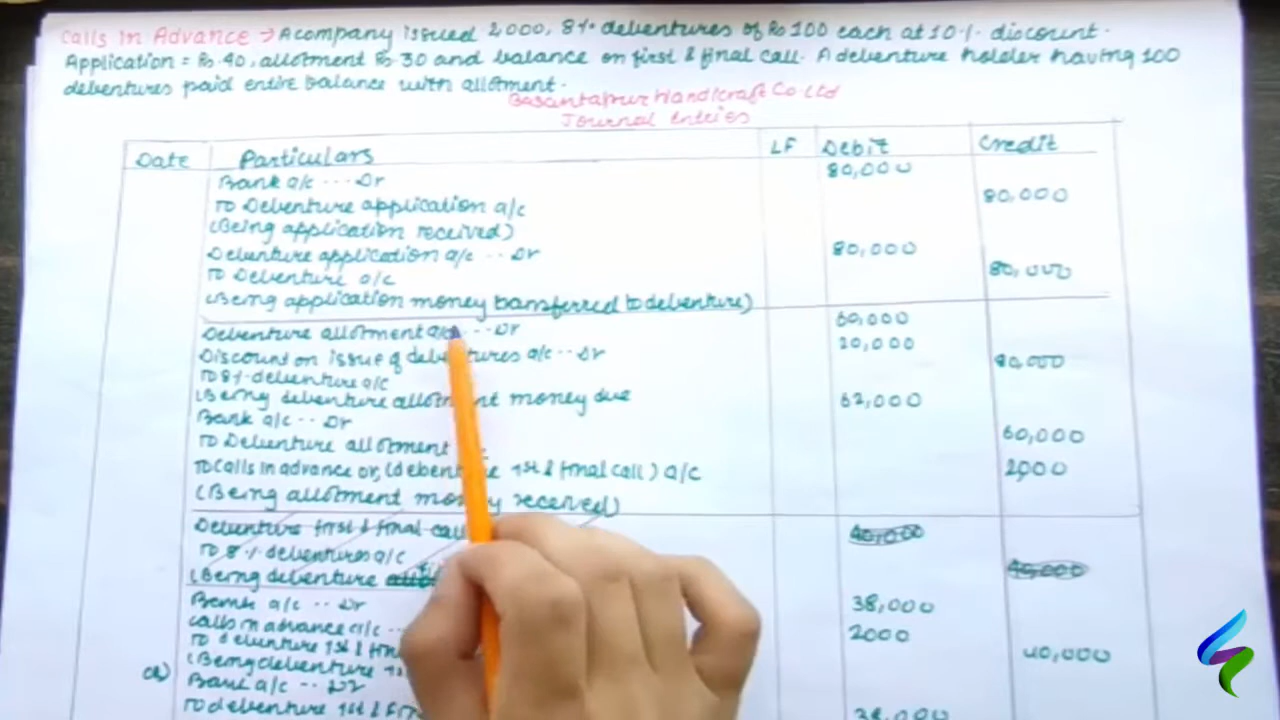 Calls In Advance → A company issued 2000, 8% debentures of Rs 100 each at 10% discount.
Application = Rs. 40, allotment Rs. 30 and balance on first & final call. A debenture holder having 100
debentures paid entire balance with allotment.
Basantapur Handicraft Co Ltd
Journal Entries
Date Particulars LF Debit Credit
Bank a/c ... Dr 80,000
To Debenture application a/c 80,000
(Being application received)
Debenture application a/c .. Dr 80,000
To Debenture a/c 80,000
(Being application money transferred to debenture)
Debenture allotment a/c ... Dr 60,000
Discount on issue of debentures a/c .. Dr 20,000
To 8% debenture a/c 80,000
(Being debenture allotment money due
Bank a/c .. Dr 62,000
To Debenture allotment 60,000
To Calls in advance or, (debenture 1st & final call) a/c 2,000
(Being allotment money received)
Debenture first & final call 40,000
To 8% debentures a/c 40,000
(Being debenture
Bank a/c .. Dr 38,000
Calls in advance a/c .. 2000
To debenture 1st & 40,000
(Being debenture
Bank a/c .. Dr
To debenture 1st & 38,000